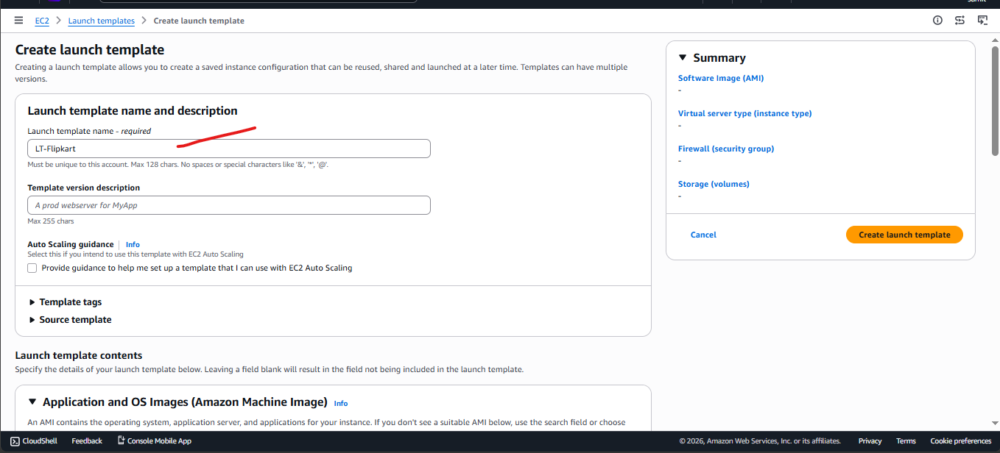 EC2 > Launch templates > Create launch template
Create launch template
Creating a launch template allows you to create a saved instance configuration that can be reused, shared and launched at a later time. Templates can have multiple
versions.
Launch template name and description
Launch template name - required
LT-Flipkart
Must be unique to this account. Max 128 chars. No spaces or special characters like '&', '*', '@'.
Template version description
A prod webserver for MyApp
Max 255 chars
Auto Scaling guidance | Info
Select this if you intend to use this template with EC2 Auto Scaling
Provide guidance to help me set up a template that I can use with EC2 Auto Scaling
Template tags
Source template
Launch template contents
Specify the details of your launch template below. Leaving a field blank will result in the field not being included in the launch template.
Application and OS Images (Amazon Machine Image) Info
An AMI contains the operating system, application server, and applications for your instance. If you don't see a suitable AMI below, use the search field or choose
Summary
Software Image (AMI)
-
Virtual server type (instance type)
-
Firewall (security group)
-
Storage (volumes)
-
Cancel
Create launch template
CloudShell Feedback Console Mobile App © 2026, Amazon Web Services, Inc. or its affiliates. Privacy Terms Cookie preferences